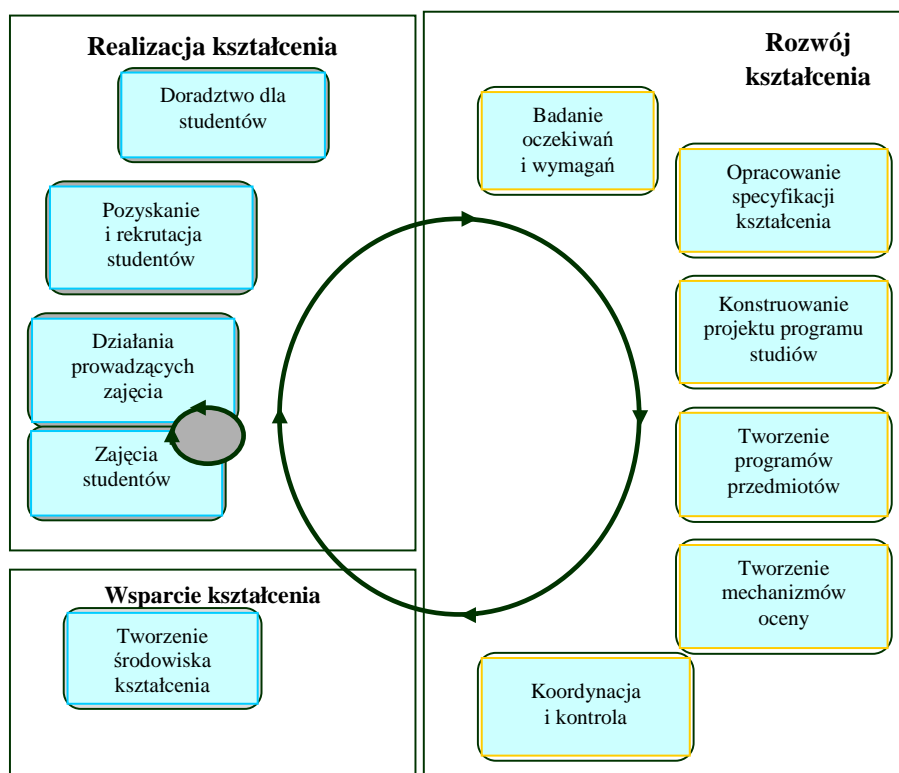 Realizacja kształcenia
Doradztwo dla
studentów
Pozyskanie
i rekrutacja
studentów
Działania
prowadzących
zajęcia
Zajęcia
studentów
Wsparcie kształcenia
Tworzenie
środowiska
kształcenia
Rozwój
kształcenia
Badanie
oczekiwań
i wymagań
Opracowanie
specyfikacji
kształcenia
Konstruowanie
projektu programu
studiów
Tworzenie
programów
przedmiotów
Tworzenie
mechanizmów
oceny
Koordynacja
i kontrola